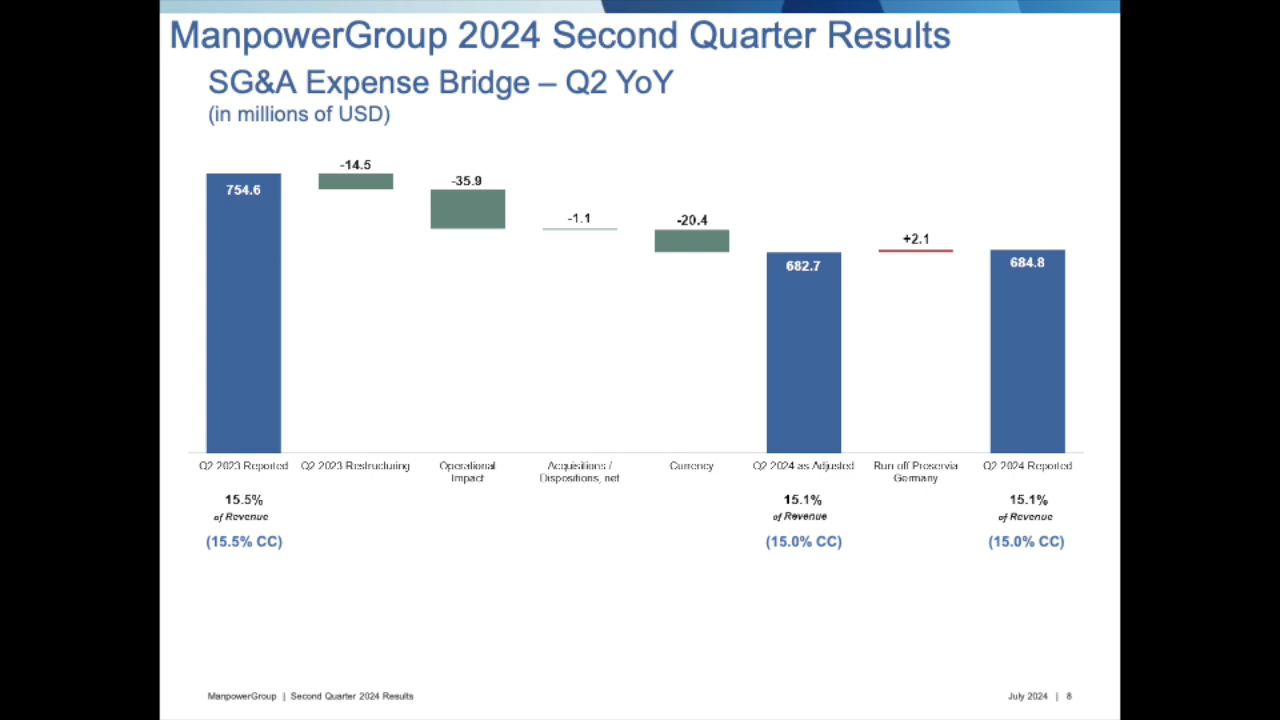 ManpowerGroup 2024 Second Quarter Results
SG&A Expense Bridge – Q2 YoY
(in millions of USD)
754.6
-14.5
-35.9
-1.1
-20.4
682.7
+2.1
684.8
Q2 2023 Reported
Q2 2023 Restructuring
Operational
Impact
Acquisitions /
Dispositions, net
Currency
Q2 2024 as Adjusted
Run off Proservia
Germany
Q2 2024 Reported
15.5%
of Revenue
(15.5% CC)
15.1%
of Revenue
(15.0% CC)
15.1%
of Revenue
(15.0% CC)
ManpowerGroup | Second Quarter 2024 Results
July 2024 | 8